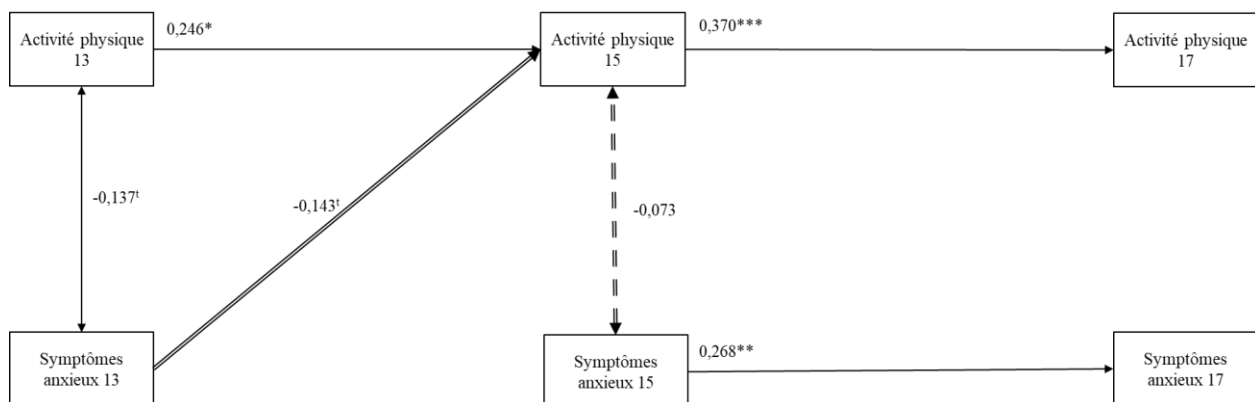 Activité physique
13
0,246*
Activité physique
15
0,370***
Activité physique
17
-0,137ᵗ
-0,143ᵗ
-0,073
Symptômes
anxieux 13
Symptômes
anxieux 15
0,268**
Symptômes
anxieux 17